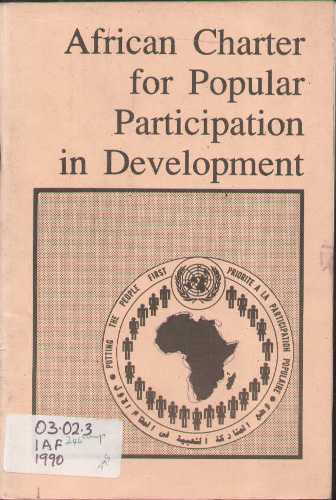 African Charter
for Popular
Participation
in Development
PUTTING THE PEOPLE FIRST
PRIORITE A LA PARTICIPATION POPULAIRE
03.02.3
IAF
1990